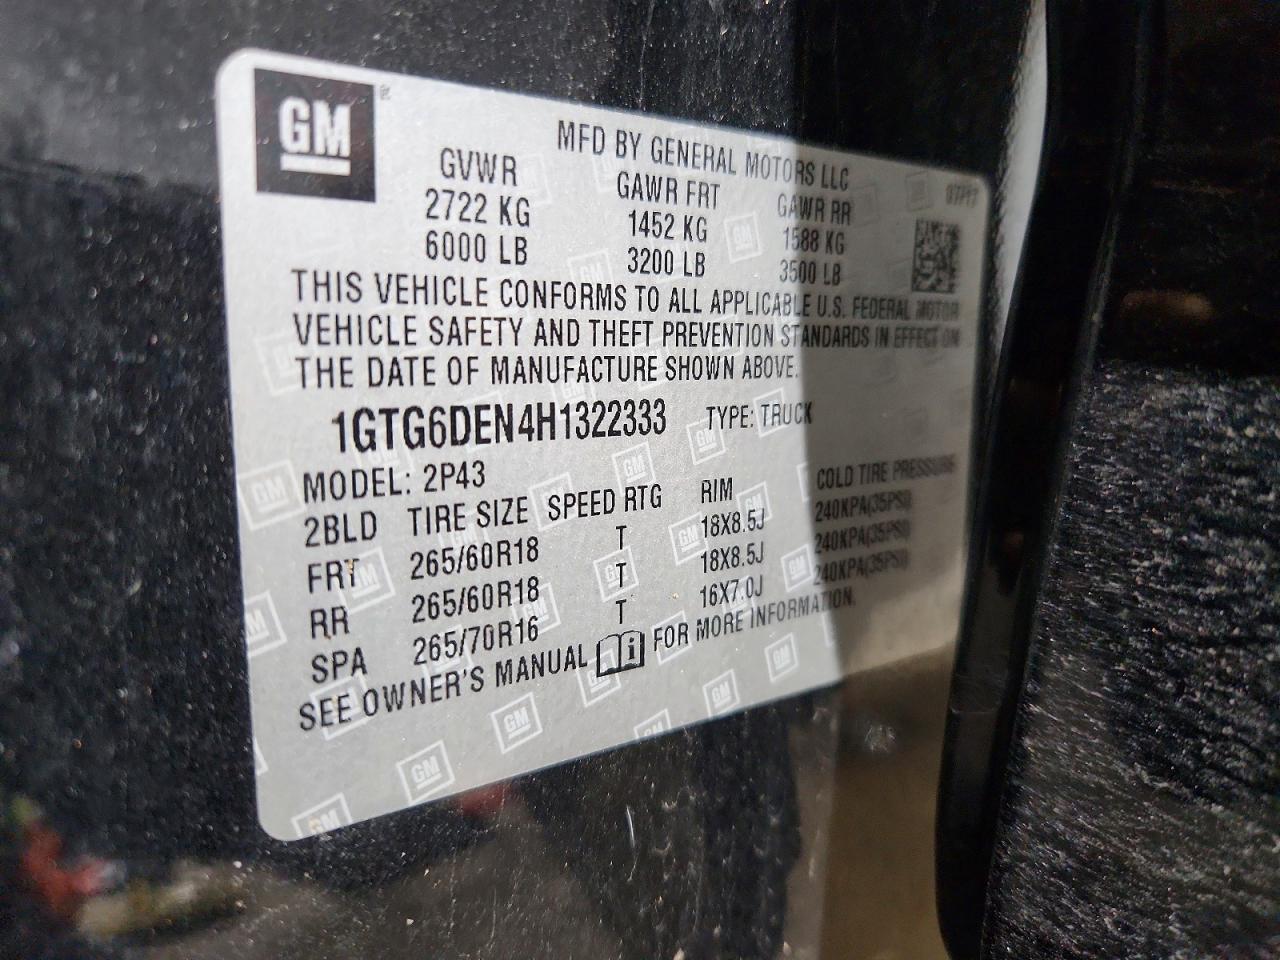 GM
MFD BY GENERAL MOTORS LLC 07/17
GVWR GAWR FRT GAWR RR
2722 KG 1452 KG 1588 KG
6000 LB 3200 LB 3500 LB
THIS VEHICLE CONFORMS TO ALL APPLICABLE U.S. FEDERAL MOTOR
VEHICLE SAFETY AND THEFT PREVENTION STANDARDS IN EFFECT ON
THE DATE OF MANUFACTURE SHOWN ABOVE.
1GTG6DEN4H1322333 TYPE: TRUCK
MODEL: 2P43
2BLD TIRE SIZE SPEED RTG RIM COLD TIRE PRESSURE
FRT 265/60R18 T 18X8.5J 240KPA(35PSI)
RR 265/60R18 T 18X8.5J 240KPA(35PSI)
SPA 265/70R16 T 16X7.0J 240KPA(35PSI)
SEE OWNER'S MANUAL FOR MORE INFORMATION.